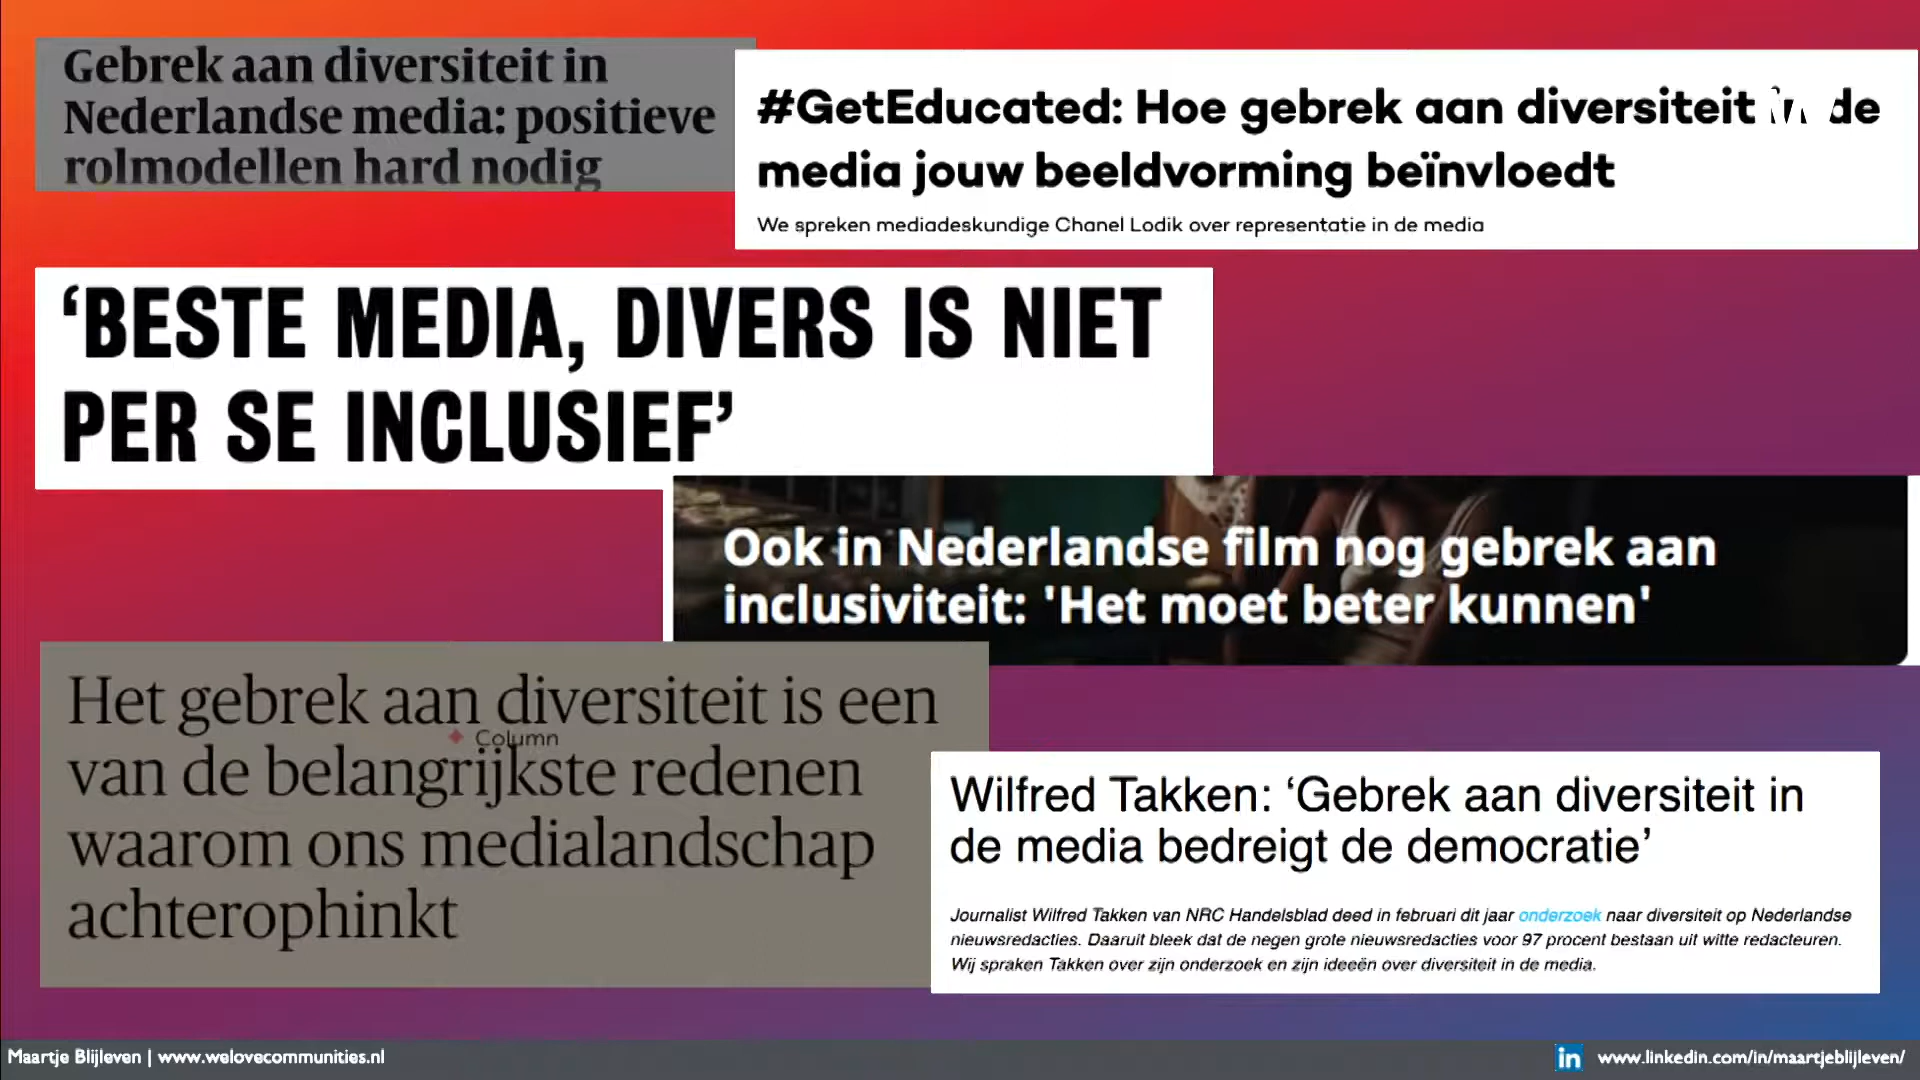 Gebrek aan diversiteit in
Nederlandse media: positieve
rolmodellen hard nodig
#GetEducated: Hoe gebrek aan diversiteit in de
media jouw beeldvorming beïnvloedt
We spreken mediadeskundige Chanel Lodik over representatie in de media
‘BESTE MEDIA, DIVERS IS NIET
PER SE INCLUSIEF’
Ook in Nederlandse film nog gebrek aan
inclusiviteit: 'Het moet beter kunnen'
Het gebrek aan diversiteit is een
Column
van de belangrijkste redenen
waarom ons medialandschap
achterophinkt
Wilfred Takken: ‘Gebrek aan diversiteit in
de media bedreigt de democratie’
Journalist Wilfred Takken van NRC Handelsblad deed in februari dit jaar onderzoek naar diversiteit op Nederlandse
nieuwsredacties. Daaruit bleek dat de negen grote nieuwsredacties voor 97 procent bestaan uit witte redacteuren.
Wij spraken Takken over zijn onderzoek en zijn ideeën over diversiteit in de media.
Maartje Blijleven | www.welovecommunities.nl
in www.linkedin.com/in/maartjeblijleven/